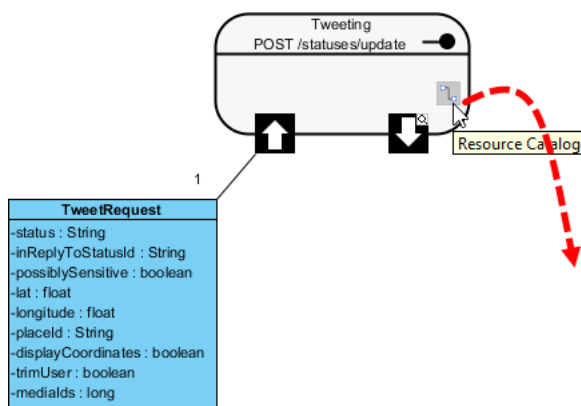 Tweeting
POST /statuses/update
Resource Catalog
1
TweetRequest
-status : String
-inReplyToStatusId : String
-possiblySensitive : boolean
-lat : float
-longitude : float
-placeId : String
-displayCoordinates : boolean
-trimUser : boolean
-mediaIds : long